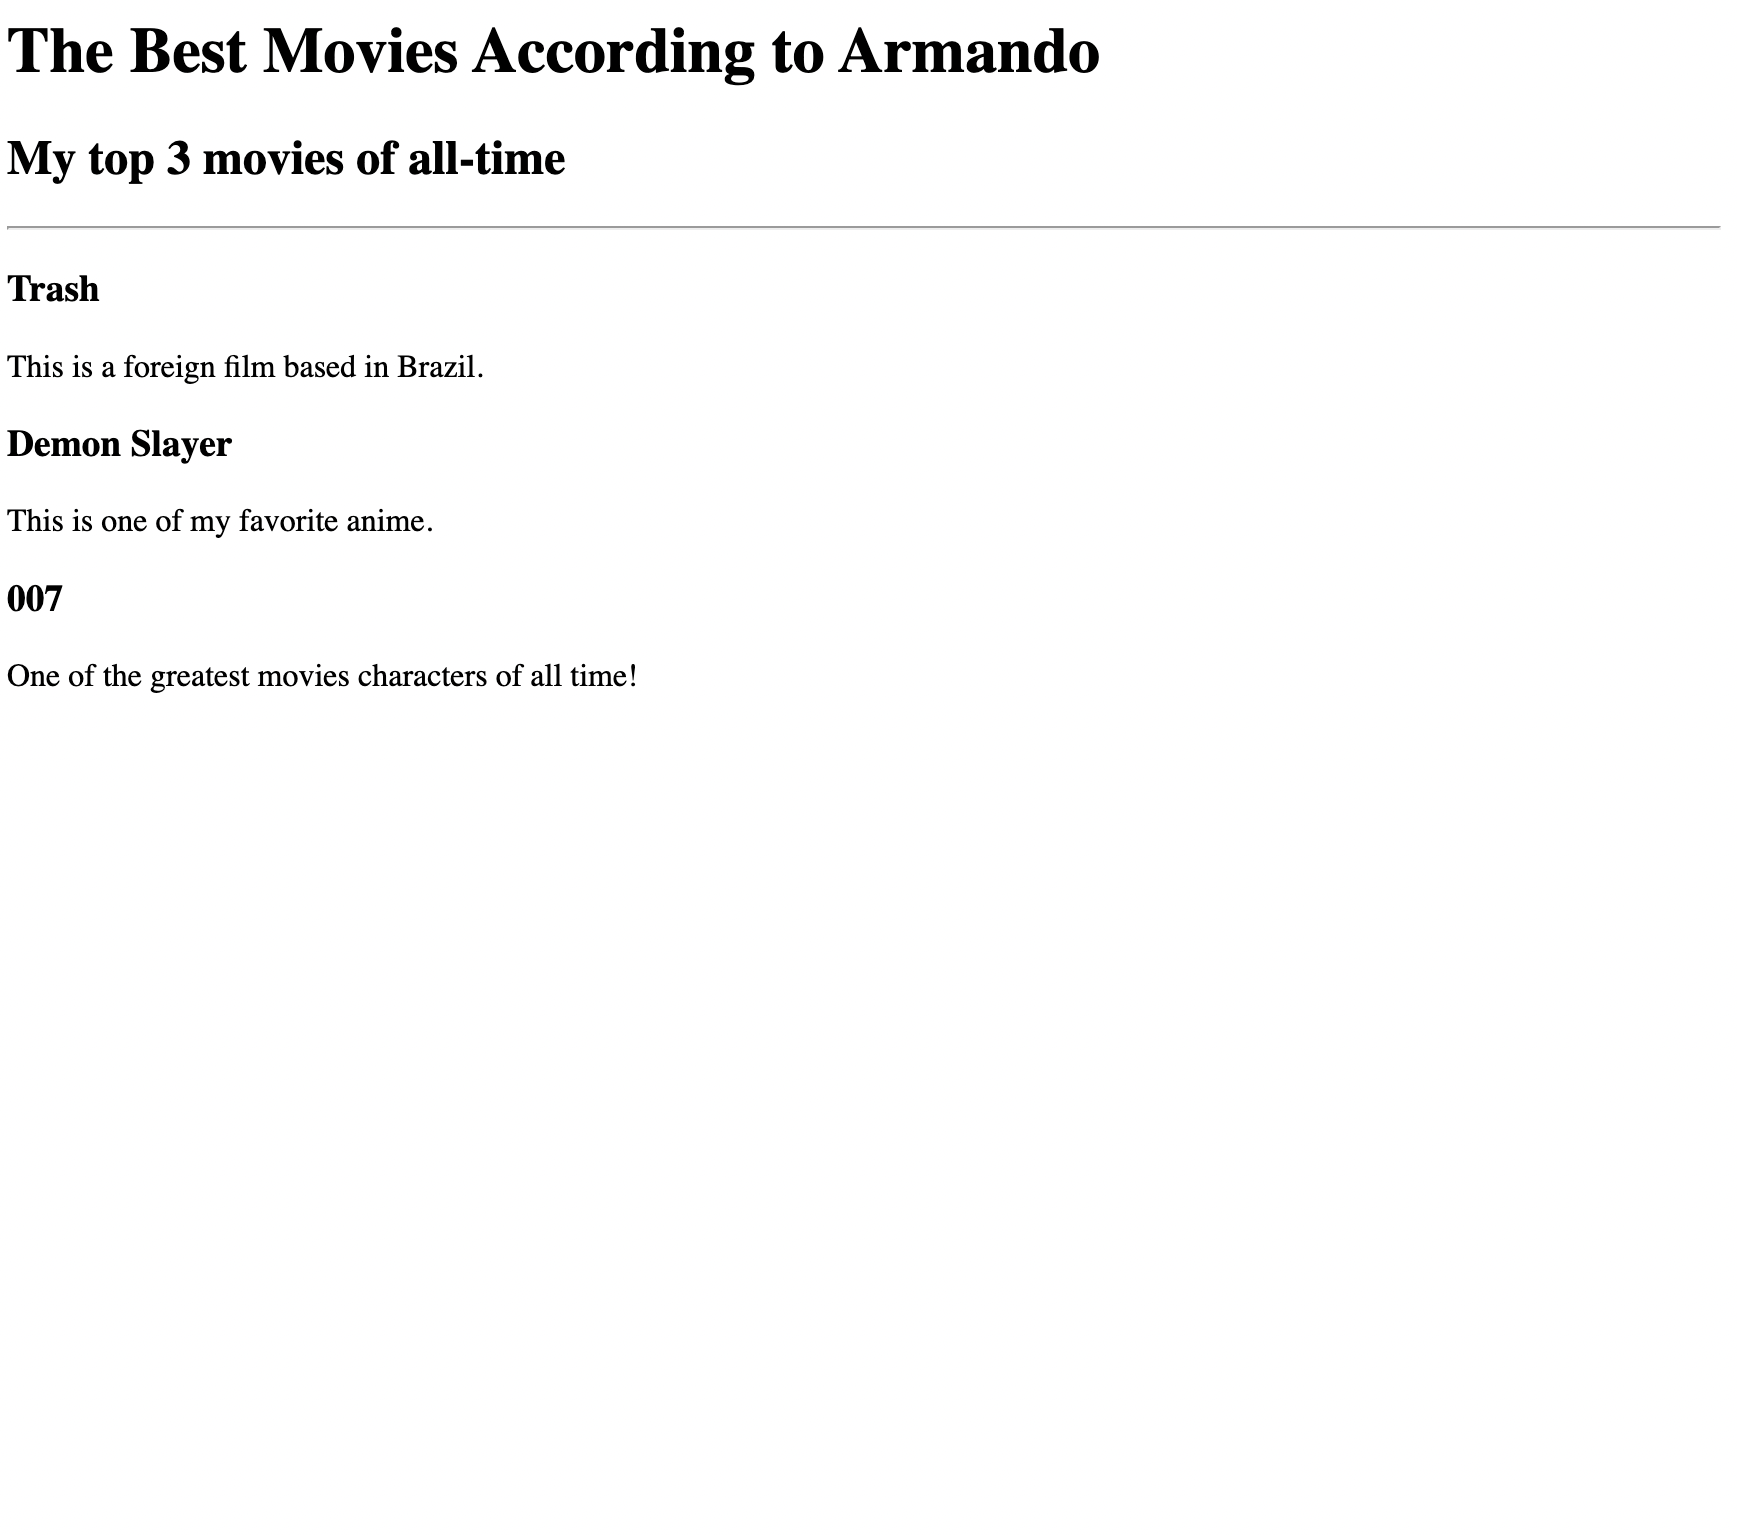 The Best Movies According to Armando
My top 3 movies of all-time
Trash
This is a foreign film based in Brazil.
Demon Slayer
This is one of my favorite anime.
007
One of the greatest movies characters of all time!